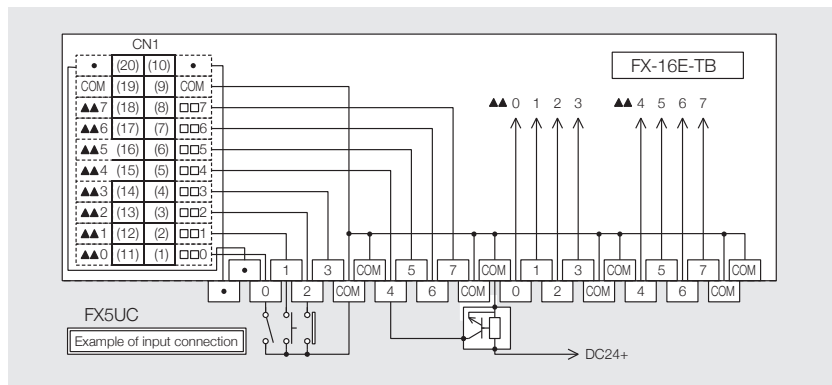 CN1
• (20) (10) •
COM (19) (9) COM
▲▲7 (18) (8) □□7
▲▲6 (17) (7) □□6
▲▲5 (16) (6) □□5
▲▲4 (15) (5) □□4
▲▲3 (14) (4) □□3
▲▲2 (13) (3) □□2
▲▲1 (12) (2) □□1
▲▲0 (11) (1) □□0
FX-16E-TB
▲▲ 0 1 2 3 ▲▲ 4 5 6 7
• 1 3 COM 5 7 COM 1 3 COM 5 7 COM
• 0 2 COM 4 6 COM 0 2 COM 4 6 COM
FX5UC
Example of input connection
DC24+